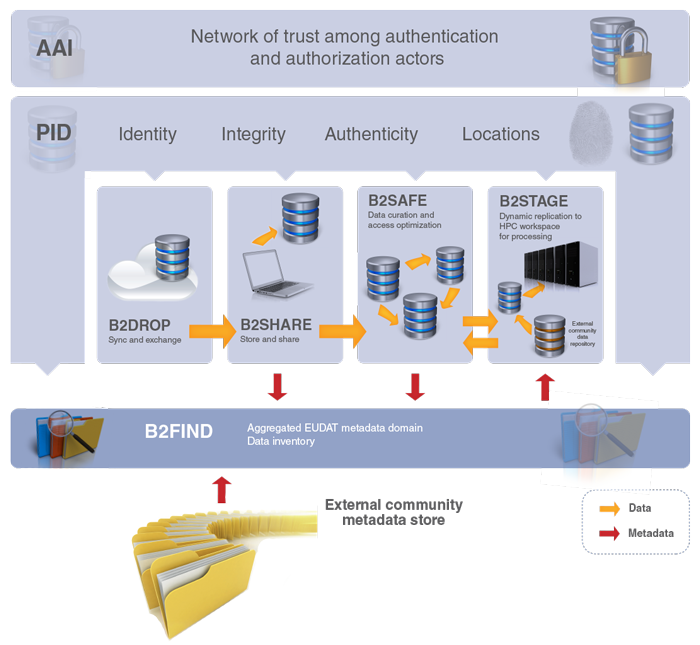 AAI
Network of trust among authentication
and authorization actors
PID
Identity
Integrity
Authenticity
Locations
B2DROP
Sync and exchange
B2SHARE
Store and share
B2SAFE
Data curation and
access optimization
B2STAGE
Dynamic replication to
HPC workspace
for processing
External
community
data
repository
B2FIND
Aggregated EUDAT metadata domain
Data inventory
External community
metadata store
Data
Metadata